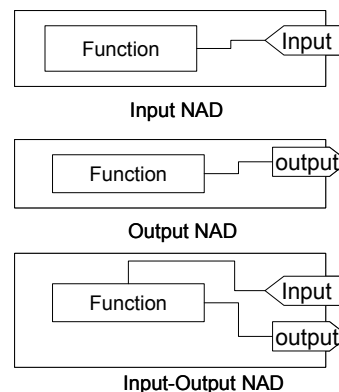 Function
Input
Input NAD
Function
output
Output NAD
Input
Function
output
Input-Output NAD